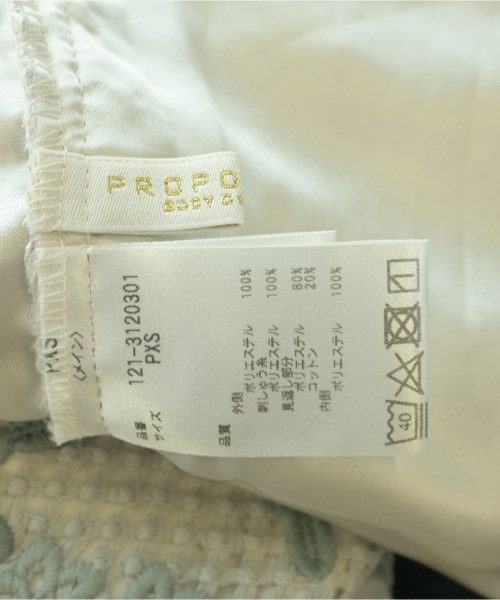 PROPO
BODY D
PXS
〈メイン〉
品番 121-3120301
サイズ PXS
品質
外側
ポリエステル 100%
刺しゅう糸
ポリエステル 100%
見返し部分
ポリエステル 80%
コットン 20%
内側
ポリエステル 100%
40